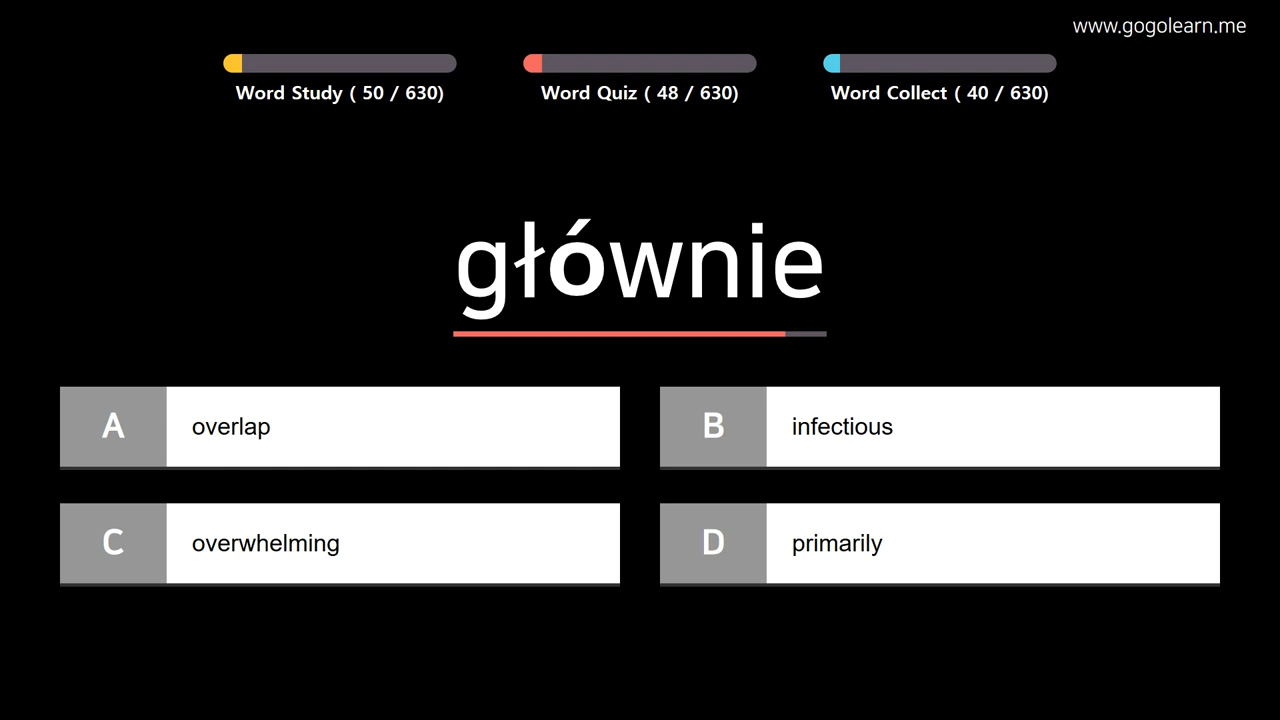 www.gogolearn.me
Word Study ( 50 / 630)
Word Quiz ( 48 / 630)
Word Collect ( 40 / 630)
głównie
A overlap
B infectious
C overwhelming
D primarily